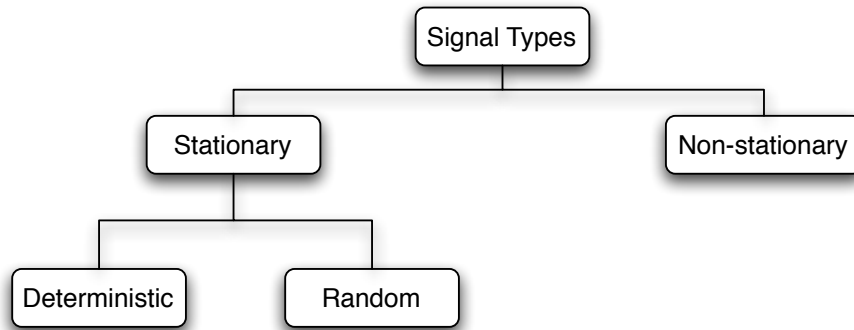 Signal Types
Stationary
Non-stationary
Deterministic
Random